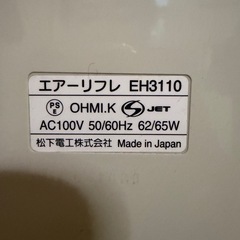 エアーリフレ EH3110
PS E OHMI.K S JET
AC100V 50/60Hz 62/65W
松下電工株式会社 Made in Japan